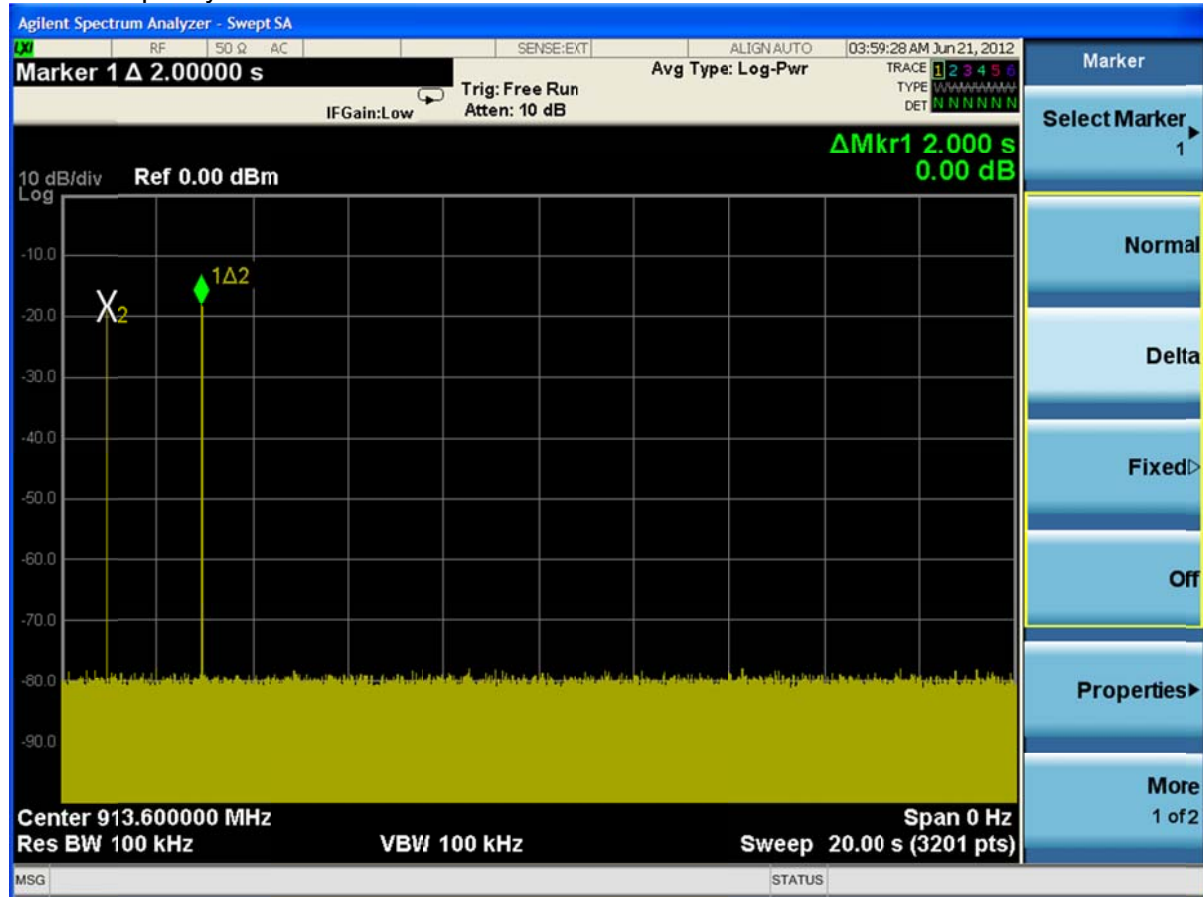 Agilent Spectrum Analyzer - Swept SA
LXI RF 50 Ω AC SENSE:EXT ALIGN AUTO 03:59:28 AM Jun 21, 2012
Marker 1 Δ 2.00000 s
Avg Type: Log-Pwr
TRACE 1 2 3 4 5 6
TYPE
DET N N N N N N
Trig: Free Run
IFGain:Low
Atten: 10 dB
ΔMkr1 2.000 s
0.00 dB
10 dB/div
Log
Ref 0.00 dBm
-10.0
-20.0
-30.0
-40.0
-50.0
-60.0
-70.0
-80.0
-90.0
X2
1Δ2
Center 913.600000 MHz
Span 0 Hz
Res BW 100 kHz
VBW 100 kHz
Sweep 20.00 s (3201 pts)
MSG
STATUS
Marker
Select Marker
1
Normal
Delta
Fixed
Off
Properties
More
1 of 2